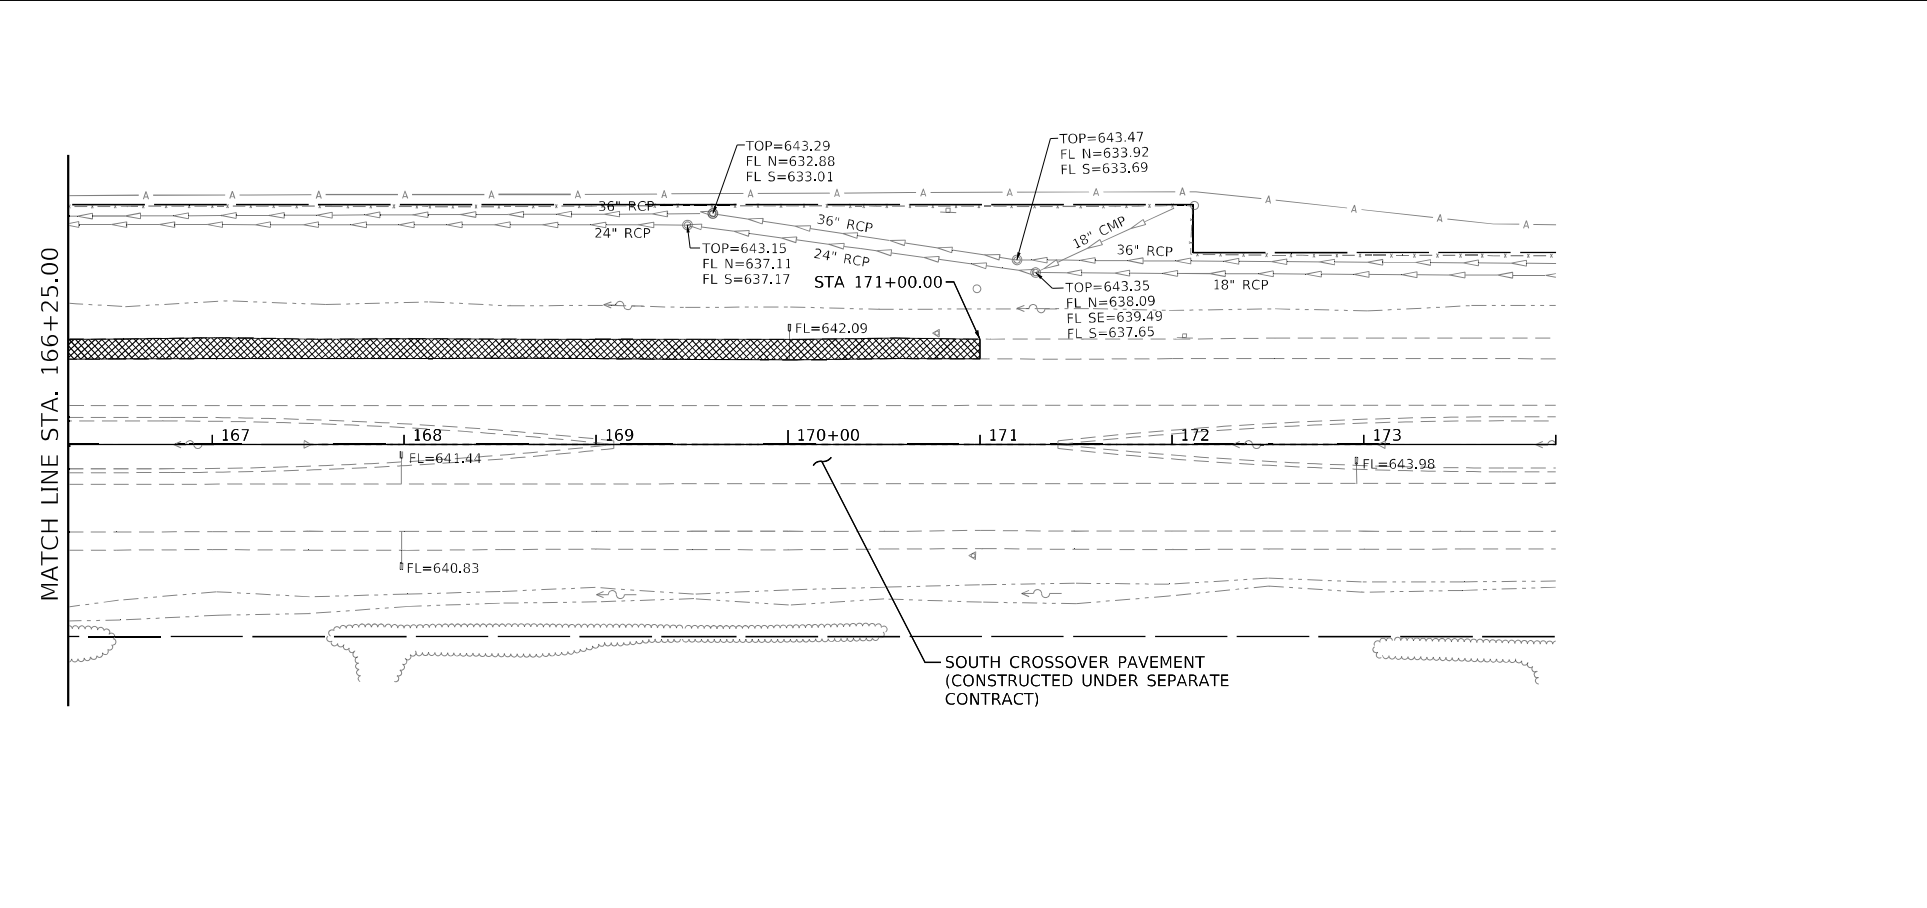 TOP=643.29
FL N=632.88
FL S=633.01
TOP=643.47
FL N=633.92
FL S=633.69
A A A A A A A A A A A A A A A A A
36" RCP
24" RCP
36" RCP
24" RCP
18" CMP
36" RCP
18" RCP
TOP=643.15
FL N=637.11
FL S=637.17
STA 171+00.00
TOP=643.35
FL N=638.09
FL SE=639.49
FL S=637.65
FL=642.09
MATCH LINE STA. 166+25.00
167 168 169 170+00 171 172 173
FL=641.44
FL=643.98
FL=640.83
SOUTH CROSSOVER PAVEMENT
(CONSTRUCTED UNDER SEPARATE
CONTRACT)